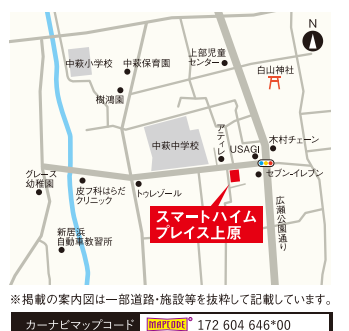 N
上部児童
センター
中萩小学校
中萩保育園
白山神社
樹鴻園
木村チェーン
中萩中学校
アティレ
USAGI
グレース
幼稚園
皮フ科はらだ
クリニック
トゥレゾール
セブン-イレブン
スマートハイム
プレイス上原
広瀬公園通り
新居浜
自動車教習所
※掲載の案内図は一部道路・施設等を抜粋して記載しています。
カーナビマップコード MAPCODE® 172 604 646*00